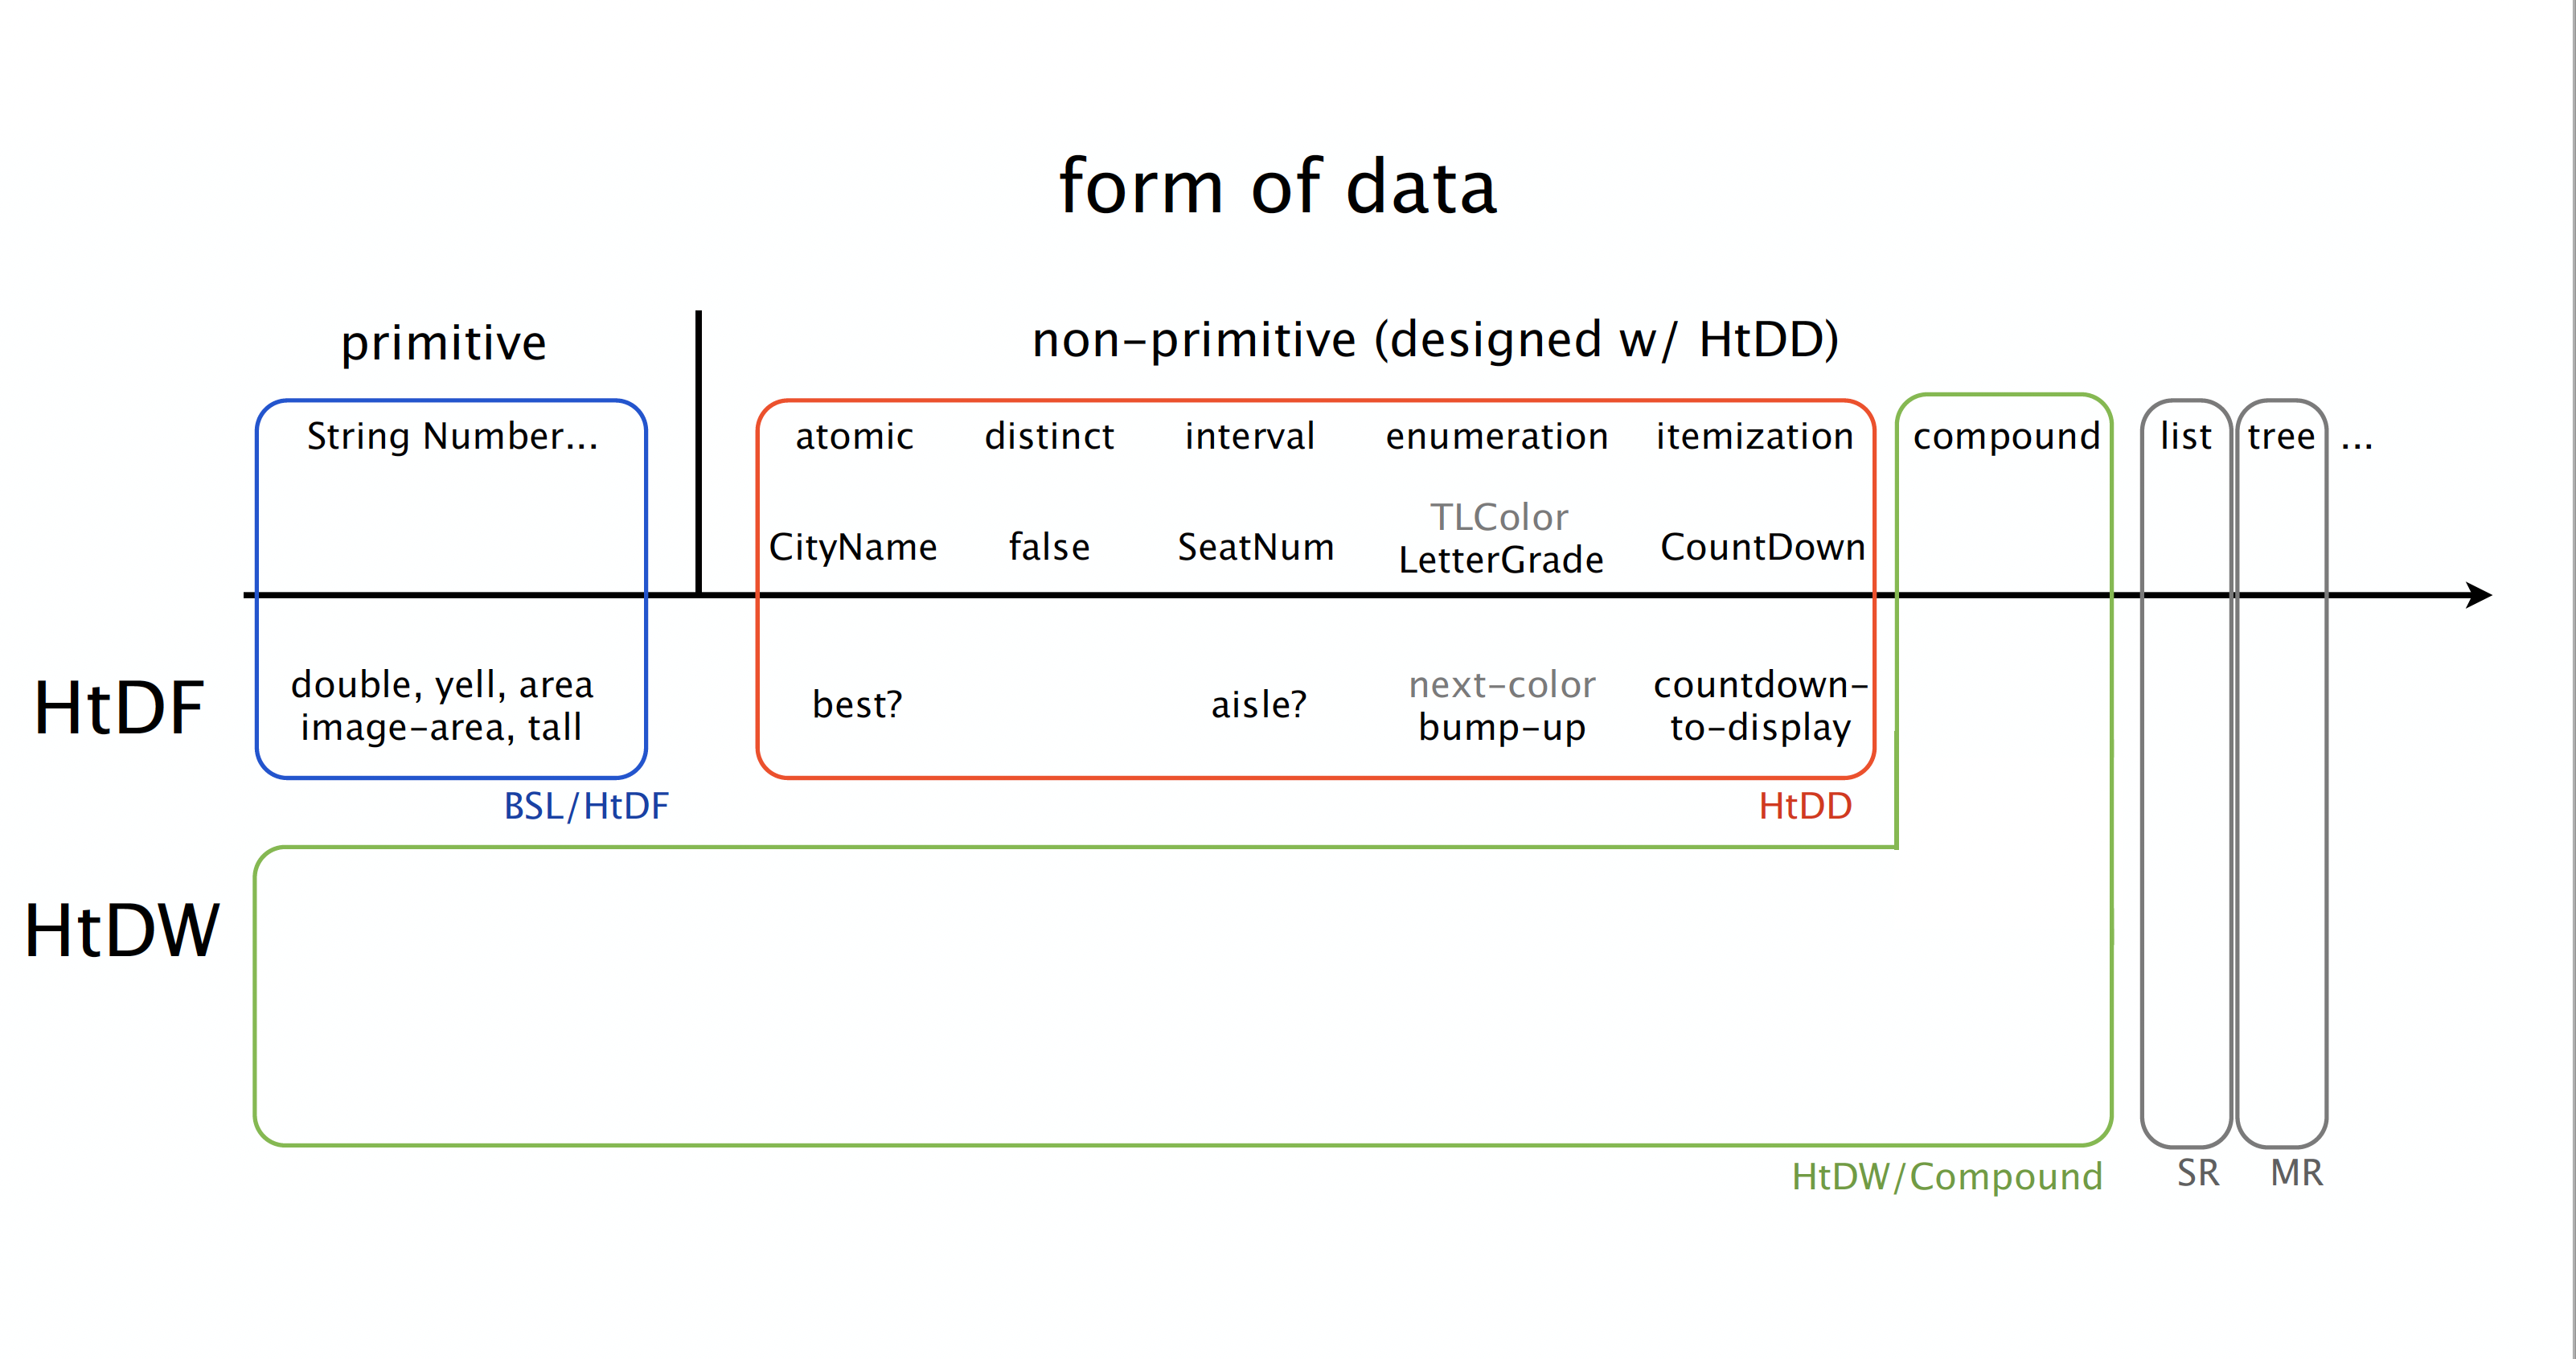 form of data
primitive
non-primitive (designed w/ HtDD)
String Number...
atomic distinct interval enumeration itemization compound list tree ...
TLColor
CityName false SeatNum LetterGrade CountDown
HtDF
double, yell, area
image-area, tall
best?
aisle?
next-color
bump-up
countdown-
to-display
BSL/HtDF
HtDD
HtDW
HtDW/Compound
SR
MR